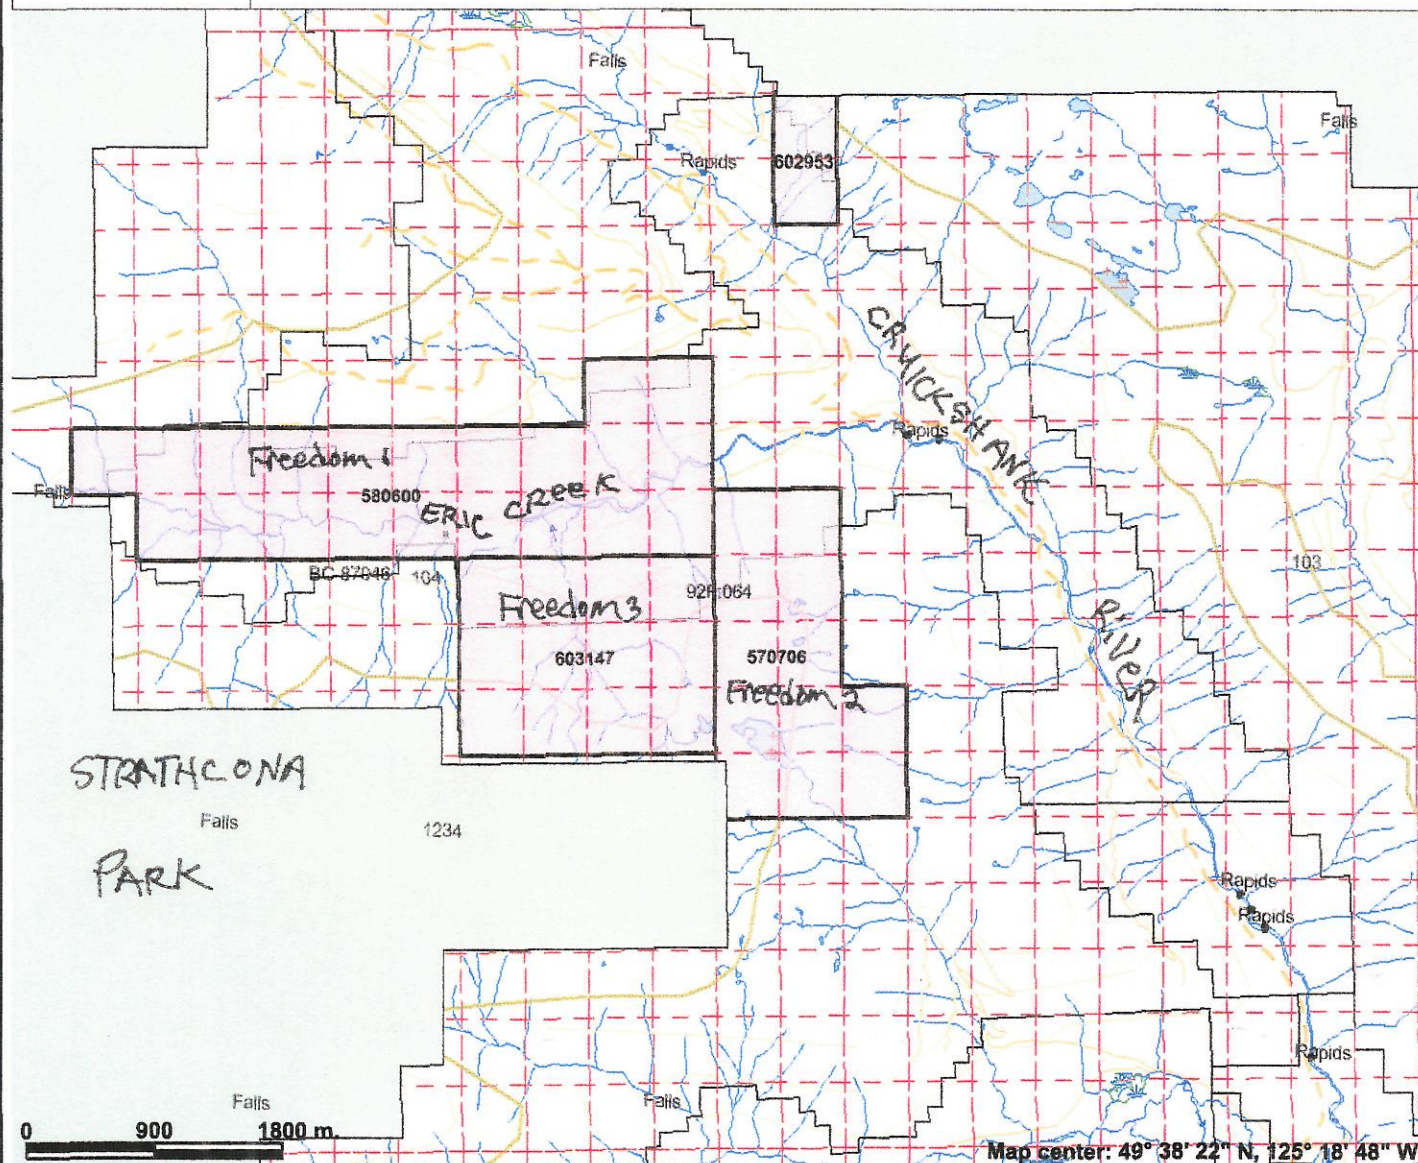 Falls
Falls
Rapids
602953
CRUICKSHANK
Rapids
Freedom 1
580600
ERIC CREEK
Falls
BC 87946
104
92F.064
103
Freedom 3
603147
570706
Freedom 2
RIVER
STRATHCONA
Falls
1234
PARK
Rapids
Rapids
Rapids
Falls
Falls
0 900 1800 m.
Map center: 49° 38' 22" N, 125° 18' 48" W